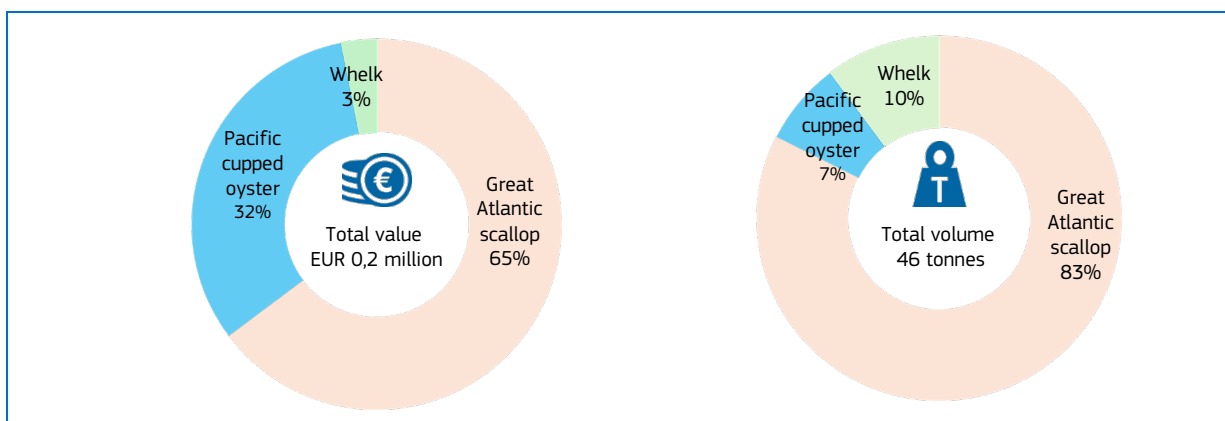 Whelk
3%
Pacific
cupped
oyster
32%
Great
Atlantic
scallop
65%
€
Total value
EUR 0,2 million
Whelk
10%
Pacific
cupped
oyster
7%
Great
Atlantic
scallop
83%
T
Total volume
46 tonnes